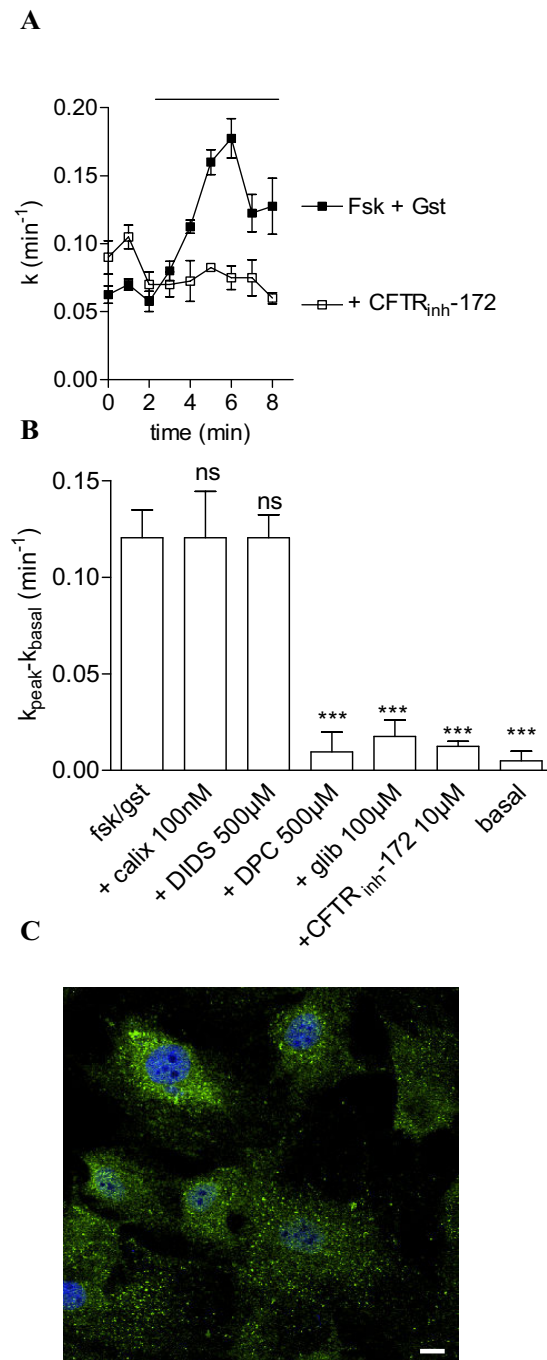 A
0.20
0.15
0.10
0.05
0.00
k (min⁻¹)
0 2 4 6 8
time (min)
Fsk + Gst
+ CFTRinh-172
B
0.15
0.10
0.05
0.00
kpeak-kbasal (min⁻¹)
ns
ns
***
***
***
***
fsk/gst
+ calix 100nM
+ DIDS 500µM
+ DPC 500µM
+ glib 100µM
+CFTR inh-172 10µM
basal
C